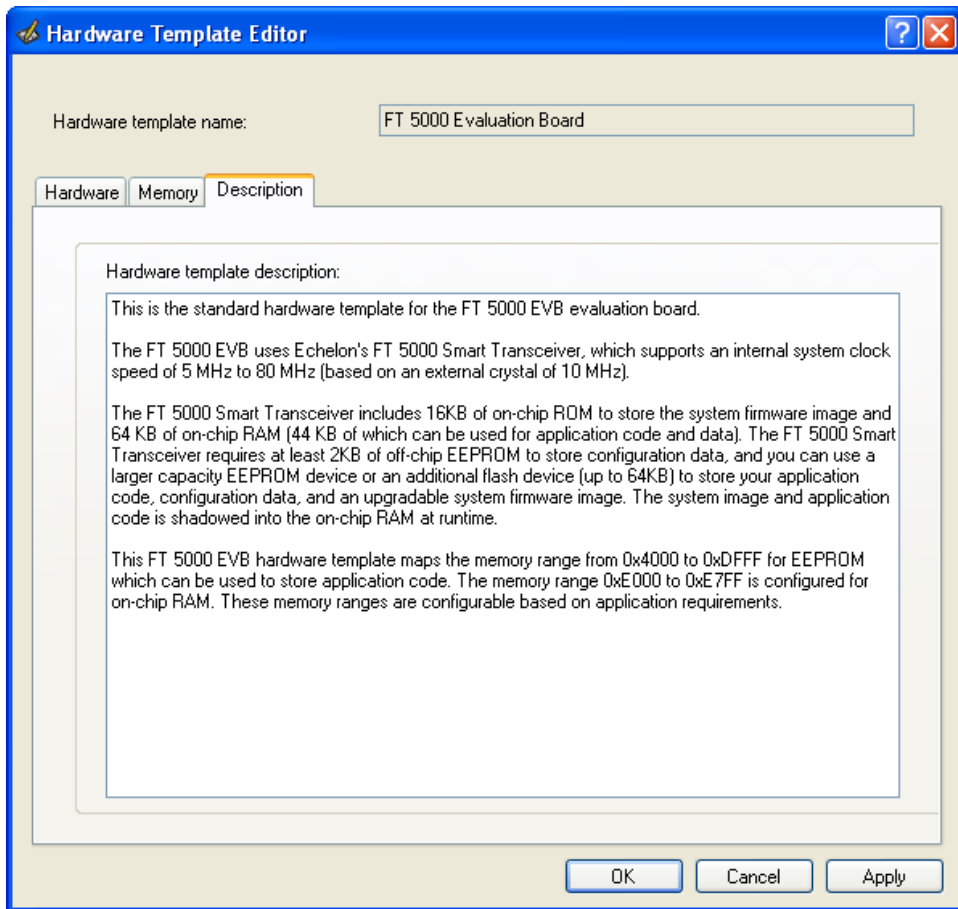 Hardware Template Editor
Hardware template name:
FT 5000 Evaluation Board
Hardware
Memory
Description
Hardware template description:
This is the standard hardware template for the FT 5000 EVB evaluation board.
The FT 5000 EVB uses Echelon's FT 5000 Smart Transceiver, which supports an internal system clock
speed of 5 MHz to 80 MHz (based on an external crystal of 10 MHz).
The FT 5000 Smart Transceiver includes 16KB of on-chip ROM to store the system firmware image and
64 KB of on-chip RAM (44 KB of which can be used for application code and data). The FT 5000 Smart
Transceiver requires at least 2KB of off-chip EEPROM to store configuration data, and you can use a
larger capacity EEPROM device or an additional flash device (up to 64KB) to store your application
code, configuration data, and an upgradable system firmware image. The system image and application
code is shadowed into the on-chip RAM at runtime.
This FT 5000 EVB hardware template maps the memory range from 0x4000 to 0xDFFF for EEPROM
which can be used to store application code. The memory range 0xE000 to 0xE7FF is configured for
on-chip RAM. These memory ranges are configurable based on application requirements.
OK
Cancel
Apply